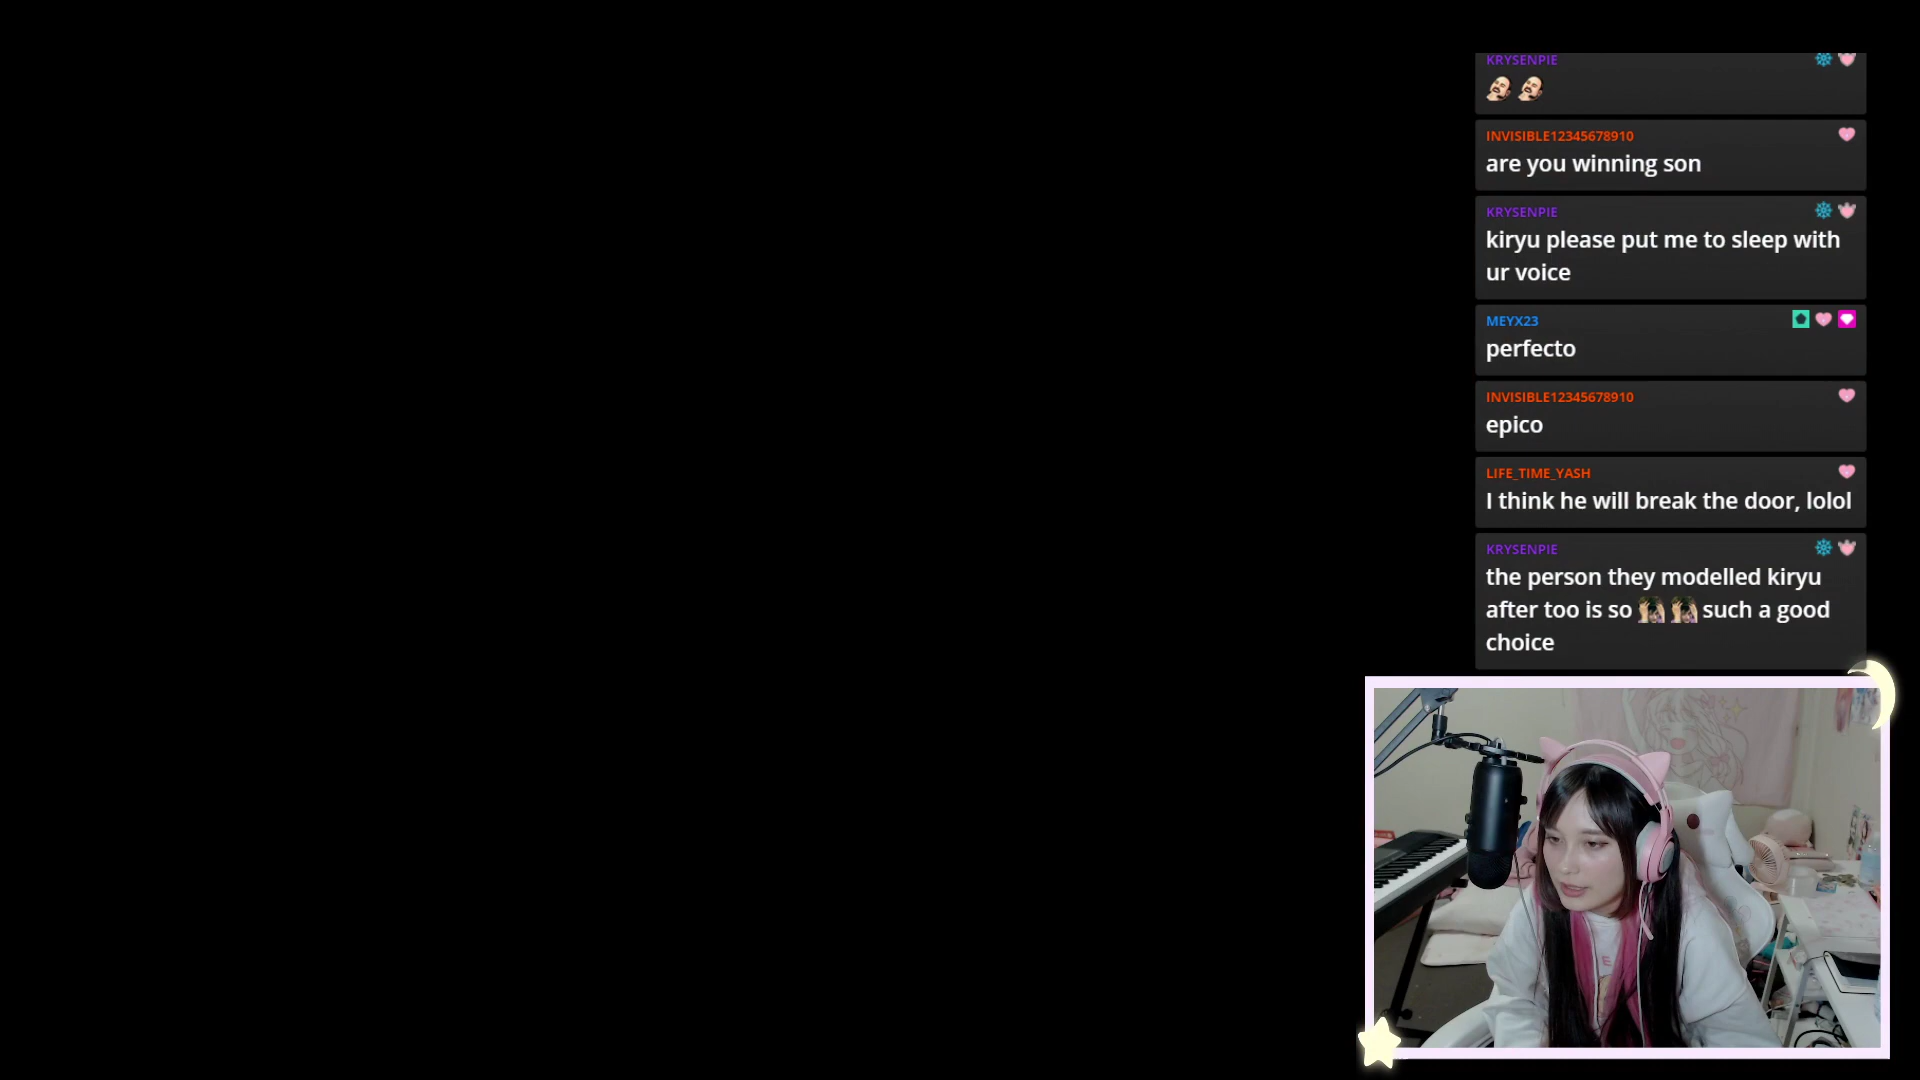 KRYSENPIE
INVISIBLE12345678910
are you winning son
KRYSENPIE
kiryu please put me to sleep with
ur voice
MEYX23
perfecto
INVISIBLE12345678910
epico
LIFE_TIME_YASH
I think he will break the door, lolol
KRYSENPIE
the person they modelled kiryu
after too is so such a good
choice